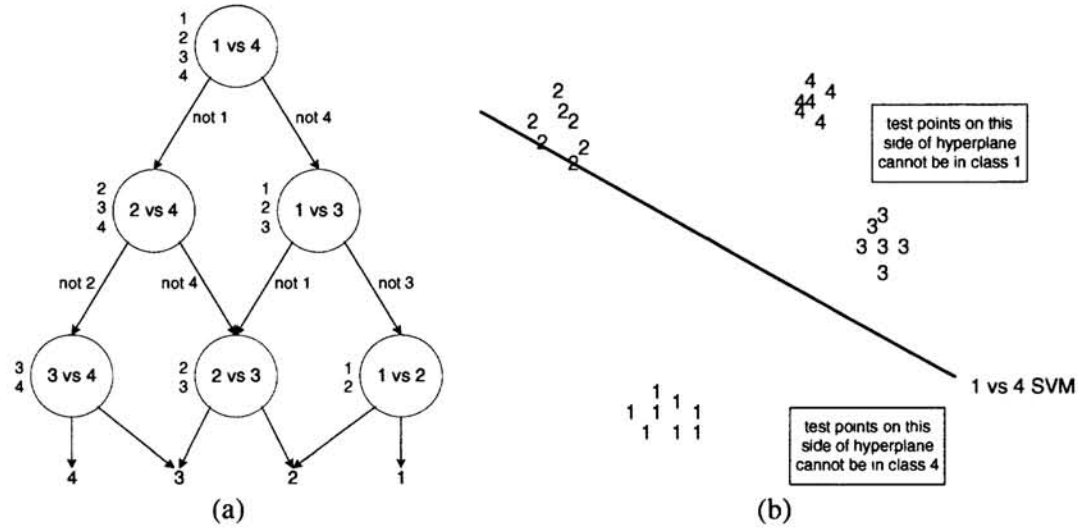 1
2
3
4
1 vs 4
not 1
not 4
2
3
4
2 vs 4
1
2
3
1 vs 3
not 2
not 4
not 1
not 3
3
4
3 vs 4
2
3
2 vs 3
1
2
1 vs 2
4
3
2
1
(a)
2
2
2 2
2 2
2
4
4
44
4 4
test points on this
side of hyperplane
cannot be in class 1
3
3
3 3 3
3
1 vs 4 SVM
1
1 1 1 1
1 1 1
test points on this
side of hyperplane
cannot be in class 4
(b)